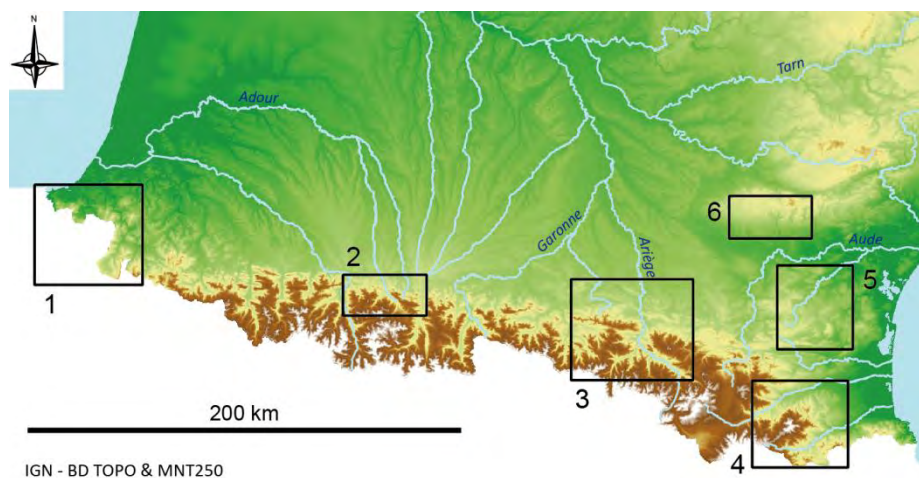 N
Tarn
Adour
6
Aude
Garonne
Ariège
5
2
1
3
200 km
4
IGN - BD TOPO & MNT250